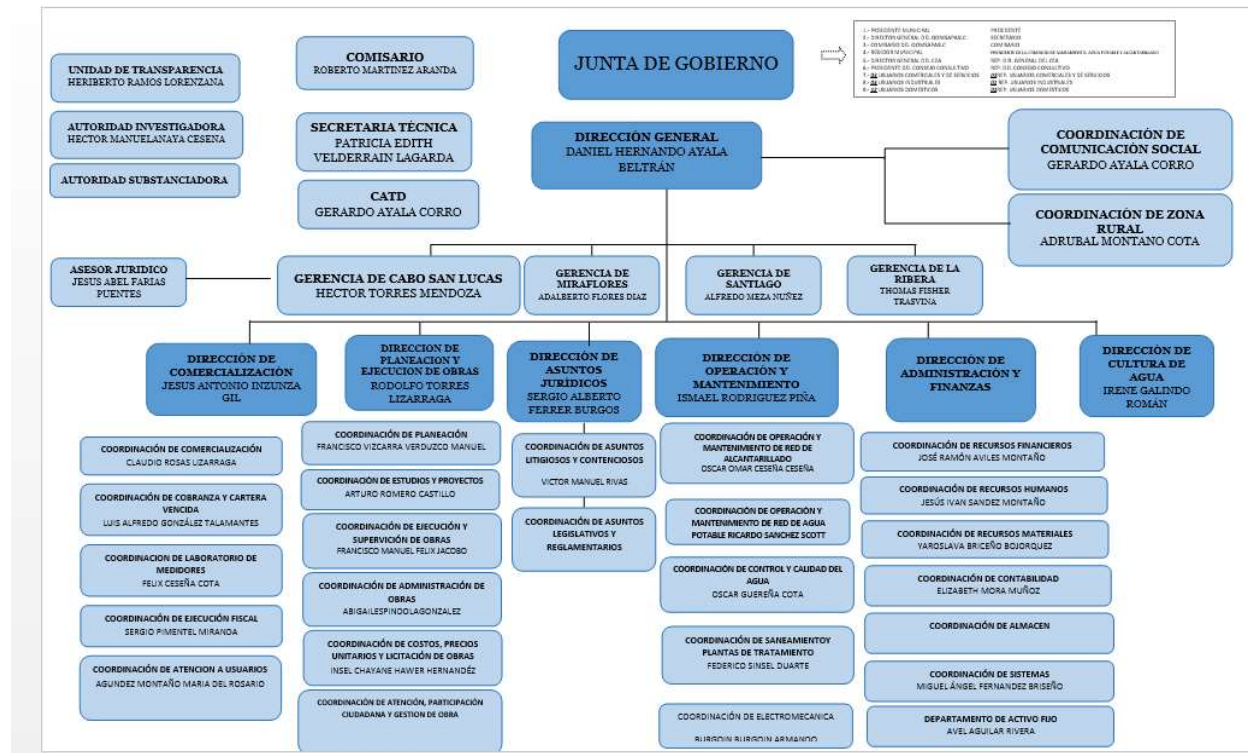 UNIDAD DE TRANSPARENCIA
HERIBERTO RAMOS LORENZANA
AUTORIDAD INVESTIGADORA
HECTOR MANUELANAYA CESENA
AUTORIDAD SUBSTANCIADORA
COMISARIO
ROBERTO MARTINEZ ARANDA
SECRETARIA TÉCNICA
PATRICIA EDITH
VELDERRAIN LAGARDA
CATD
GERARDO AYALA CORRO
JUNTA DE GOBIERNO
1.- PRESIDENTE MUNICIPAL PRESIDENTE
SECRETARIO
COMISARIO
DIRECCIÓN GENERAL
DANIEL HERNANDO AYALA
BELTRÁN
COORDINACIÓN DE
COMUNICACIÓN SOCIAL
GERARDO AYALA CORRO
COORDINACIÓN DE ZONA
RURAL
ADRUBAL MONTANO COTA
ASESOR JURIDICO
JESUS ABEL FARIAS
PUENTES
GERENCIA DE CABO SAN LUCAS
HECTOR TORRES MENDOZA
GERENCIA DE
MIRAFLORES
ADALBERTO FLORES DIAZ
GERENCIA DE
SANTIAGO
ALFREDO MEZA NUÑEZ
GERENCIA DE LA
RIBERA
THOMAS FISHER
TRASVINA
DIRECCIÓN DE
COMERCIALIZACIÓN
JESUS ANTONIO INZUNZA
GIL
DIRECCION DE
PLANEACION Y
EJECUCION DE OBRAS
RODOLFO TORRES
LIZARRAGA
DIRECCIÓN DE
ASUNTOS
JURÍDICOS
SERGIO ALBERTO
FERRER BURGOS
DIRECCIÓN DE
OPERACIÓN Y
MANTENIMIENTO
ISMAEL RODRIGUEZ PIÑA
DIRECCIÓN DE
ADMINISTRACIÓN Y
FINANZAS
DIRECCIÓN DE
CULTURA DE
AGUA
IRENE GALINDO
ROMÁN
COORDINACIÓN DE COMERCIALIZACIÓN
CLAUDIO ROSAS LIZARRAGA
COORDINACIÓN DE COBRANZA Y CARTERA
VENCIDA
LUIS ALFREDO GONZÁLEZ TALAMANTES
COORDINACION DE LABORATORIO DE
MEDIDORES
FELIX CESEÑA COTA
COORDINACIÓN DE EJECUCIÓN FISCAL
SERGIO PIMENTEL MIRANDA
COORDINACIÓN DE ATENCION A USUARIOS
AGUNDEZ MONTAÑO MARIA DEL ROSARIO
COORDINACIÓN DE PLANEACIÓN
FRANCISCO VIZCARRA VERDUZCO MANUEL
COORDINACIÓN DE ESTUDIOS Y PROYECTOS
ARTURO ROMERO CASTILLO
COORDINACIÓN DE EJECUCIÓN Y
SUPERVICIÓN DE OBRAS
FRANCISCO MANUEL FELIX JACOBO
COORDINACIÓN DE ADMINISTRACIÓN DE
OBRAS
ABIGAILESPINDOLAGONZALEZ
COORDINACIÓN DE COSTOS, PRECIOS
UNITARIOS Y LICITACIÓN DE OBRAS
INSEL CHAYANE HAWER HERNANDÉZ
COORDINACIÓN DE ATENCIÓN, PARTICIPACIÓN
CIUDADANA Y GESTION DE OBRA
COORDINACIÓN DE ASUNTOS
LITIGIOSOS Y CONTENCIOSOS
VICTOR MANUEL RIVAS
COORDINACIÓN DE ASUNTOS
LEGISLATIVOS Y
REGLAMENTARIOS
COORDINACIÓN DE OPERACIÓN Y
MANTENIMIENTO DE RED DE
ALCANTARILLADO
OSCAR OMAR CESEÑA CESEÑA
COORDINACIÓN DE OPERACIÓN Y
MANTENIMIENTO DE RED DE AGUA
POTABLE RICARDO SANCHEZ SCOTT
COORDINACIÓN DE CONTROL Y CALIDAD DEL
AGUA
OSCAR GUEREÑA COTA
COORDINACIÓN DE SANEAMIENTOY
PLANTAS DE TRATAMIENTO
FEDERICO SINSEL DUARTE
COORDINACIÓN DE ELECTROMECANICA
BURGOIN BURGOIN ARMANDO
COORDINACIÓN DE RECURSOS FINANCIEROS
JOSÉ RAMÓN AVILES MONTAÑO
COORDINACIÓN DE RECURSOS HUMANOS
JESÚS IVAN SANDEZ MONTAÑO
COORDINACIÓN DE RECURSOS MATERIALES
YAROSLAVA BRICEÑO BOJORQUEZ
COORDINACIÓN DE CONTABILIDAD
ELIZABETH MORA MUÑOZ
COORDINACIÓN DE ALMACEN
COORDINACIÓN DE SISTEMAS
MIGUEL ÁNGEL FERNANDEZ BRISEÑO
DEPARTAMENTO DE ACTIVO FIJO
AVEL AGUILAR RIVERA